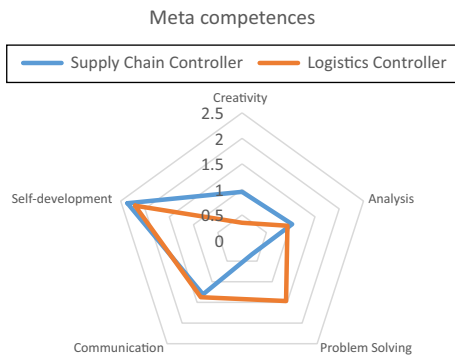 Meta competences
Supply Chain Controller Logistics Controller
Creativity
2.5
2
1.5
1
0.5
0
Self-development
Analysis
Communication
Problem Solving